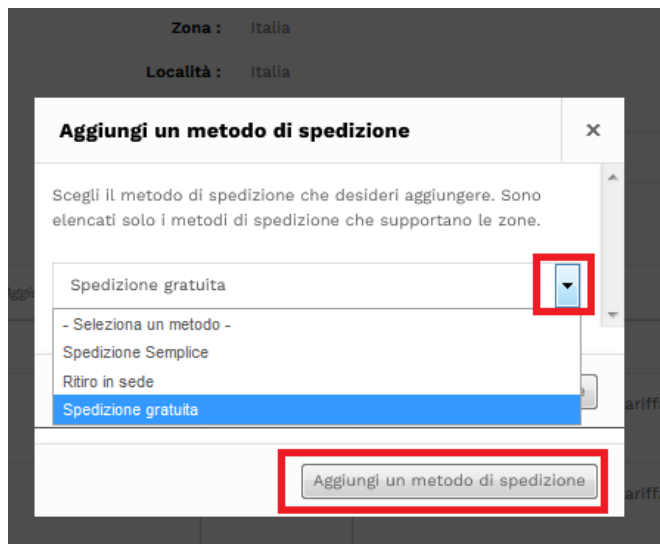 Zona : Italia
Località : Italia
Aggiungi un metodo di spedizione ×
Scegli il metodo di spedizione che desideri aggiungere. Sono
elencati solo i metodi di spedizione che supportano le zone.
Spedizione gratuita
- Seleziona un metodo -
Spedizione Semplice
Ritiro in sede
Spedizione gratuita
Aggiungi un metodo di spedizione